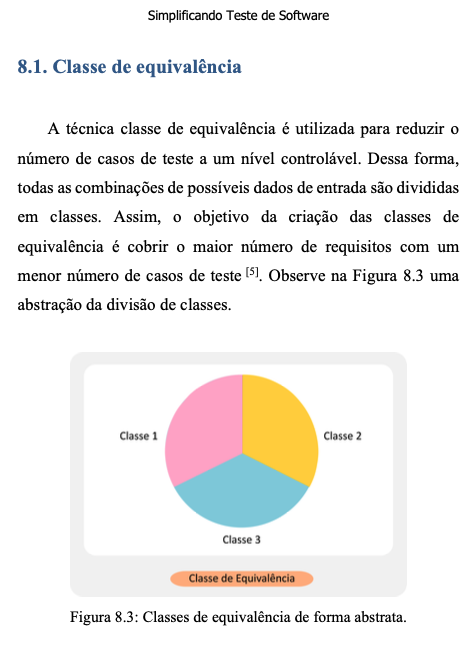 Simplificando Teste de Software
8.1. Classe de equivalência
A técnica classe de equivalência é utilizada para reduzir o
número de casos de teste a um nível controlável. Dessa forma,
todas as combinações de possíveis dados de entrada são divididas
em classes. Assim, o objetivo da criação das classes de
equivalência é cobrir o maior número de requisitos com um
menor número de casos de teste [5]. Observe na Figura 8.3 uma
abstração da divisão de classes.
Classe 1
Classe 2
Classe 3
Classe de Equivalência
Figura 8.3: Classes de equivalência de forma abstrata.